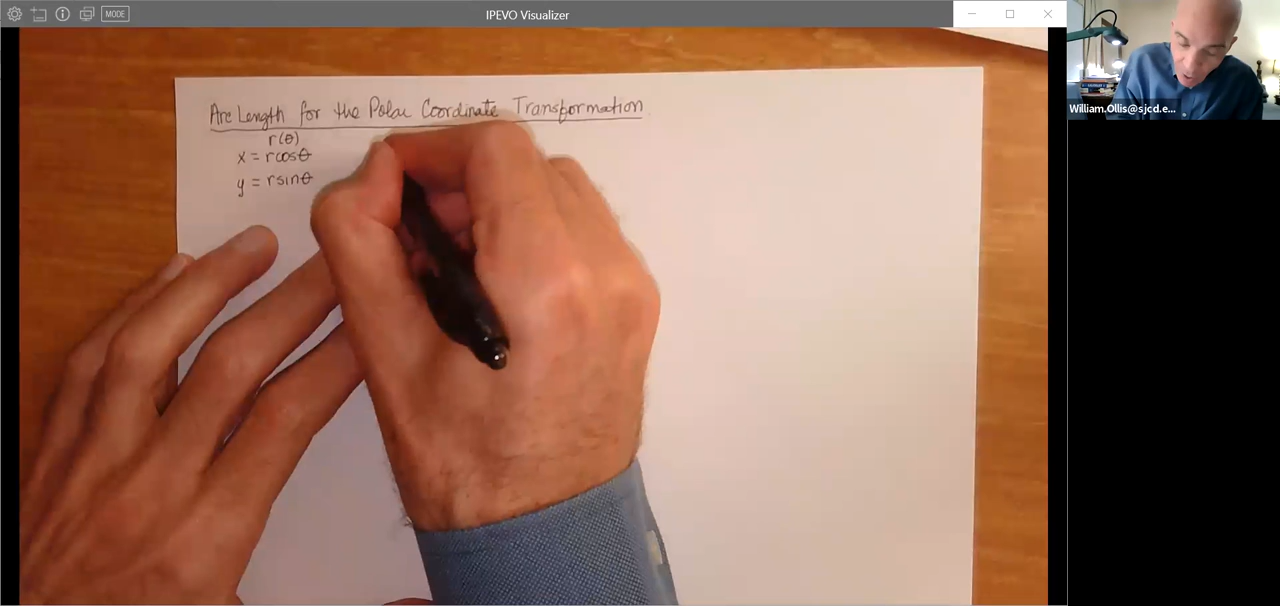 MODE
IPEVO Visualizer
William.Ollis@sjcd.e...
Arc Length for the Polar Coordinate Transformation
r(θ)
x = rcosθ
y = rsinθ